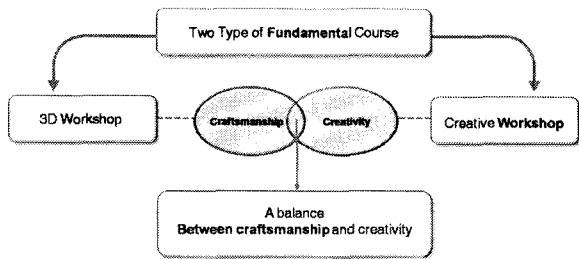 Two Type of Fundamental Course
3D Workshop
Craftsmanship
Creativity
Creative Workshop
A balance
Between craftsmanship and creativity